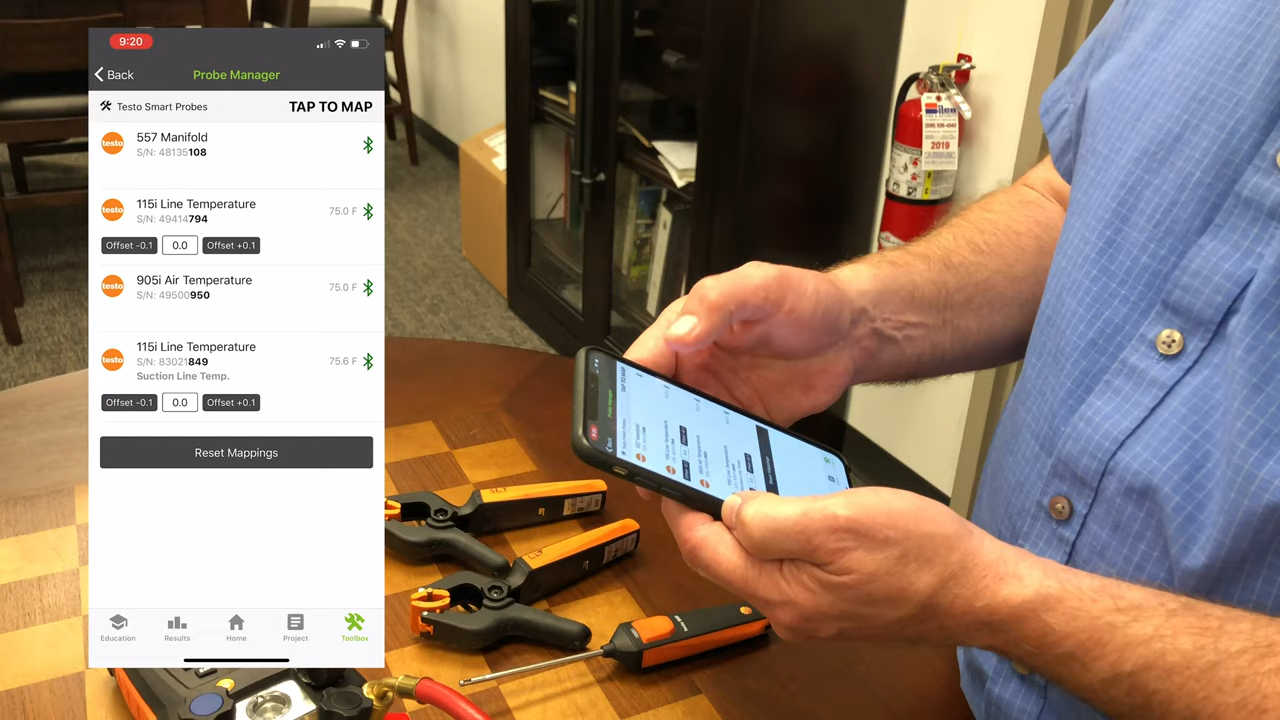 9:20
Back
Probe Manager
Testo Smart Probes
TAP TO MAP
testo
557 Manifold
S/N: 48135108
testo
115i Line Temperature
S/N: 49414794
75.0 F
Offset -0.1
0.0
Offset +0.1
testo
905i Air Temperature
S/N: 49500950
75.0 F
testo
115i Line Temperature
S/N: 83021849
Suction Line Temp.
75.6 F
Offset -0.1
0.0
Offset +0.1
Reset Mappings
Education
Results
Home
Project
Toolbox
2019
SLT
LLT